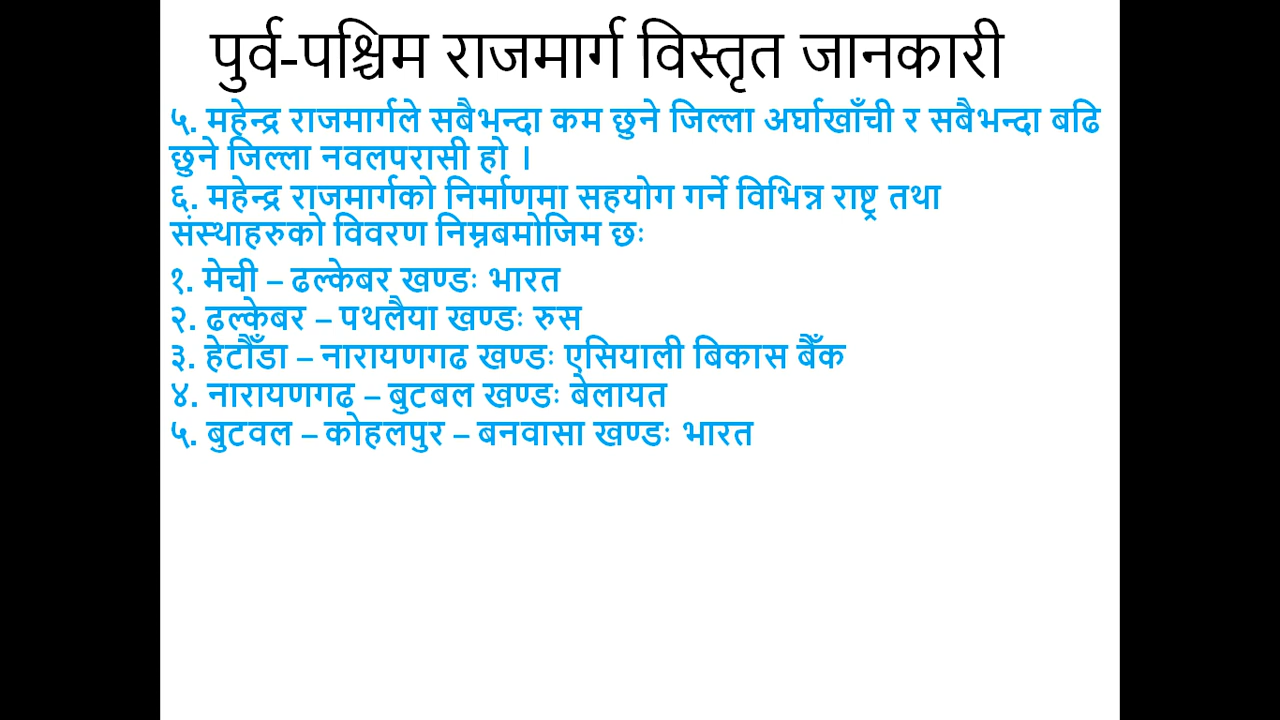 पुर्व-पश्चिम राजमार्ग विस्तृत जानकारी
५. महेन्द्र राजमार्गले सबैभन्दा कम छुने जिल्ला अर्घाखाँची र सबैभन्दा बढि
छुने जिल्ला नवलपरासी हो ।
६. महेन्द्र राजमार्गको निर्माणमा सहयोग गर्ने विभिन्न राष्ट्र तथा
संस्थाहरुको विवरण निम्नबमोजिम छः
१. मेची – ढल्केबर खण्डः भारत
२. ढल्केबर – पथलैया खण्डः रुस
३. हेटौँडा – नारायणगढ खण्डः एसियाली बिकास बैँक
४. नारायणगढ – बुटबल खण्डः बेलायत
५. बुटवल – कोहलपुर – बनवासा खण्डः भारत